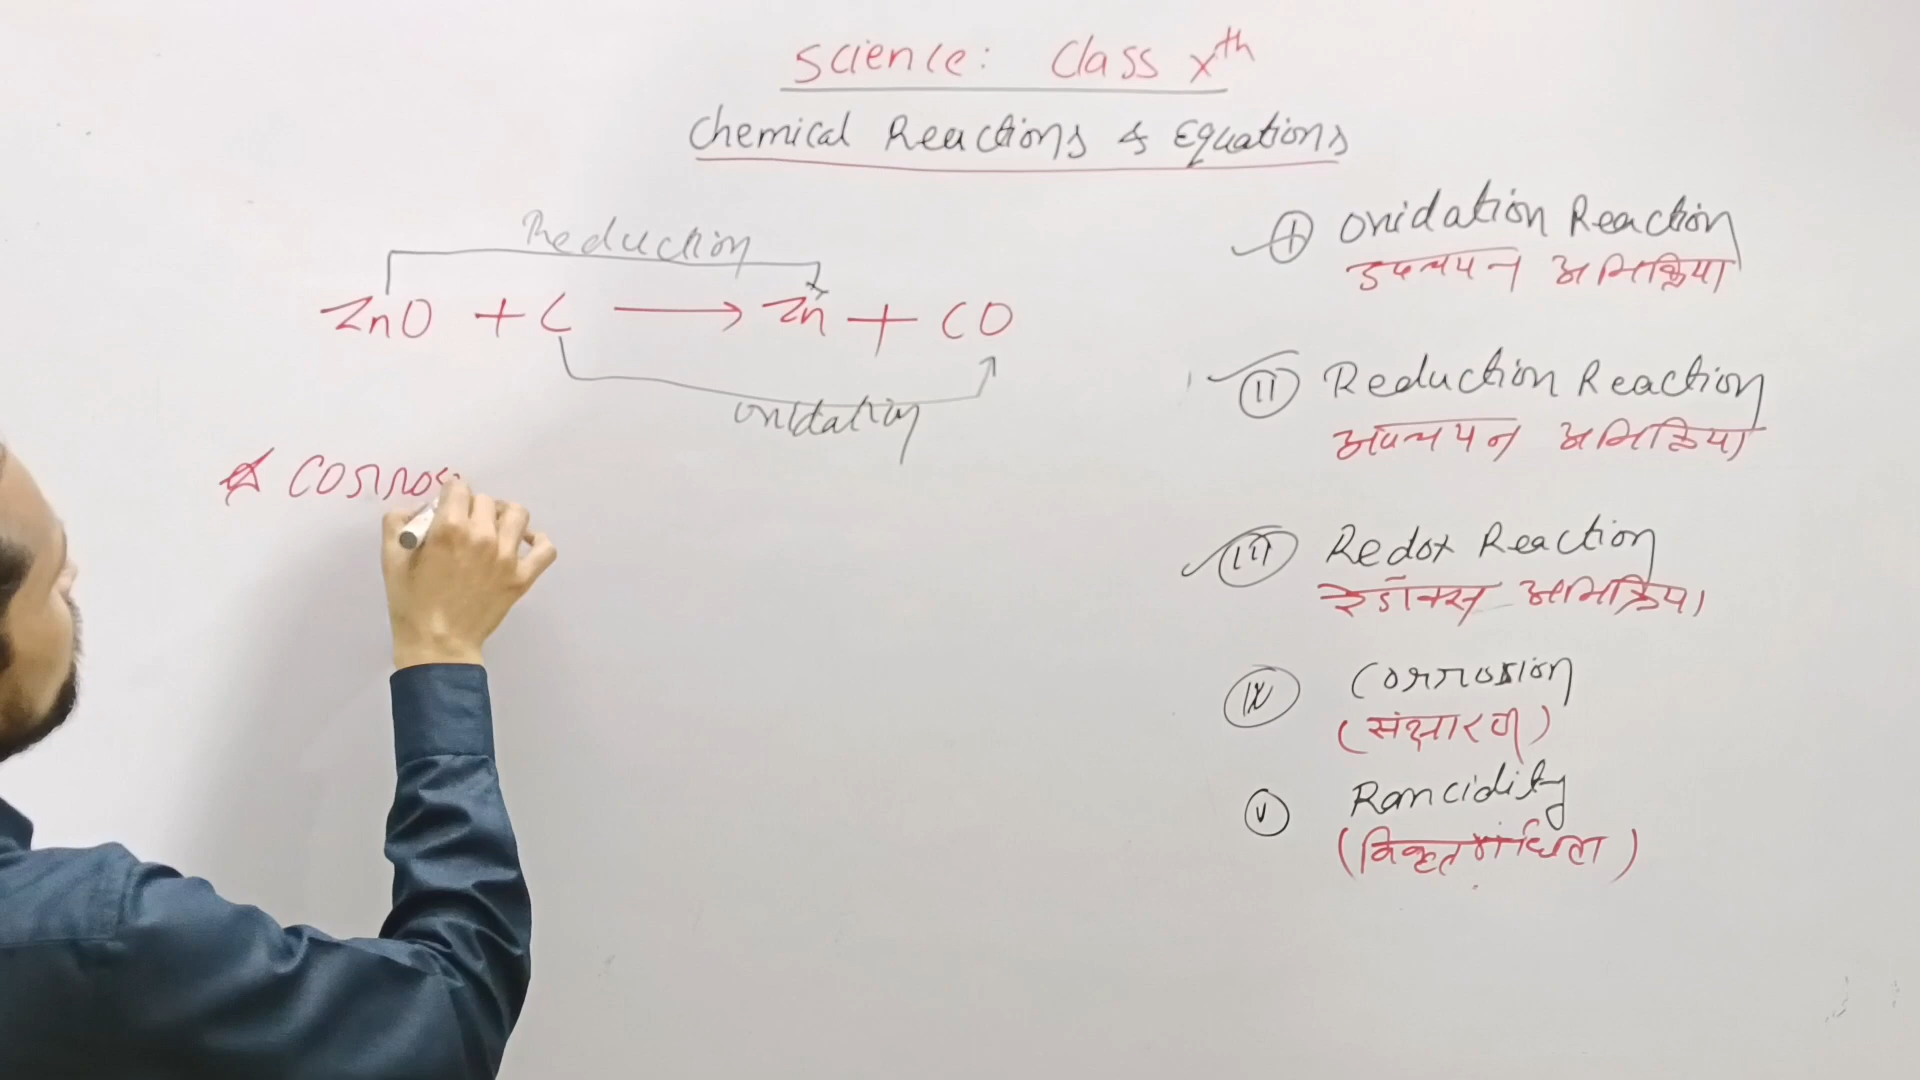 Science: Class Xth
Chemical Reactions & Equations
Reduction
ZnO + C → Zn + CO
oxidation
* Corros
I Oxidation Reaction
उपचयन अभिक्रिया
II Reduction Reaction
अपचयन अभिक्रिया
III Redox Reaction
रेडॉक्स अभिक्रिया
IV Corrosion
(संक्षारण)
V Rancidity
(विकृतगंधिता)